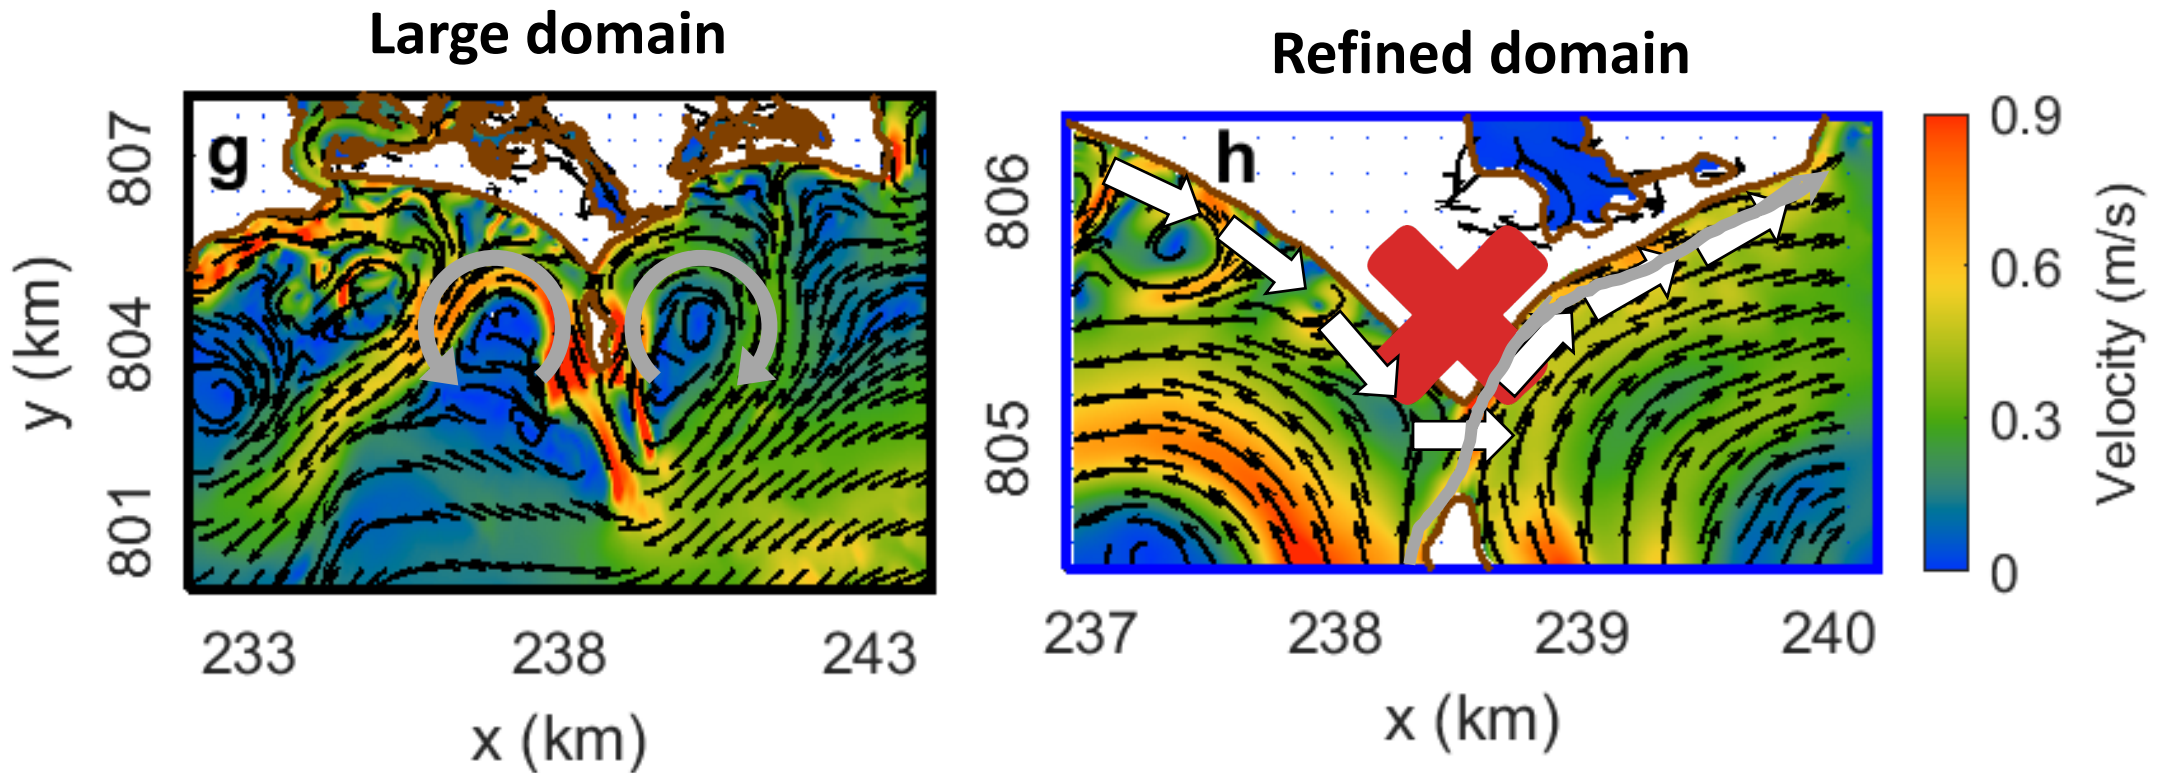 Large domain
Refined domain
g
807
804
801
y (km)
233 238 243
x (km)
h
806
805
237 238 239 240
x (km)
0.9
0.6
0.3
0
Velocity (m/s)